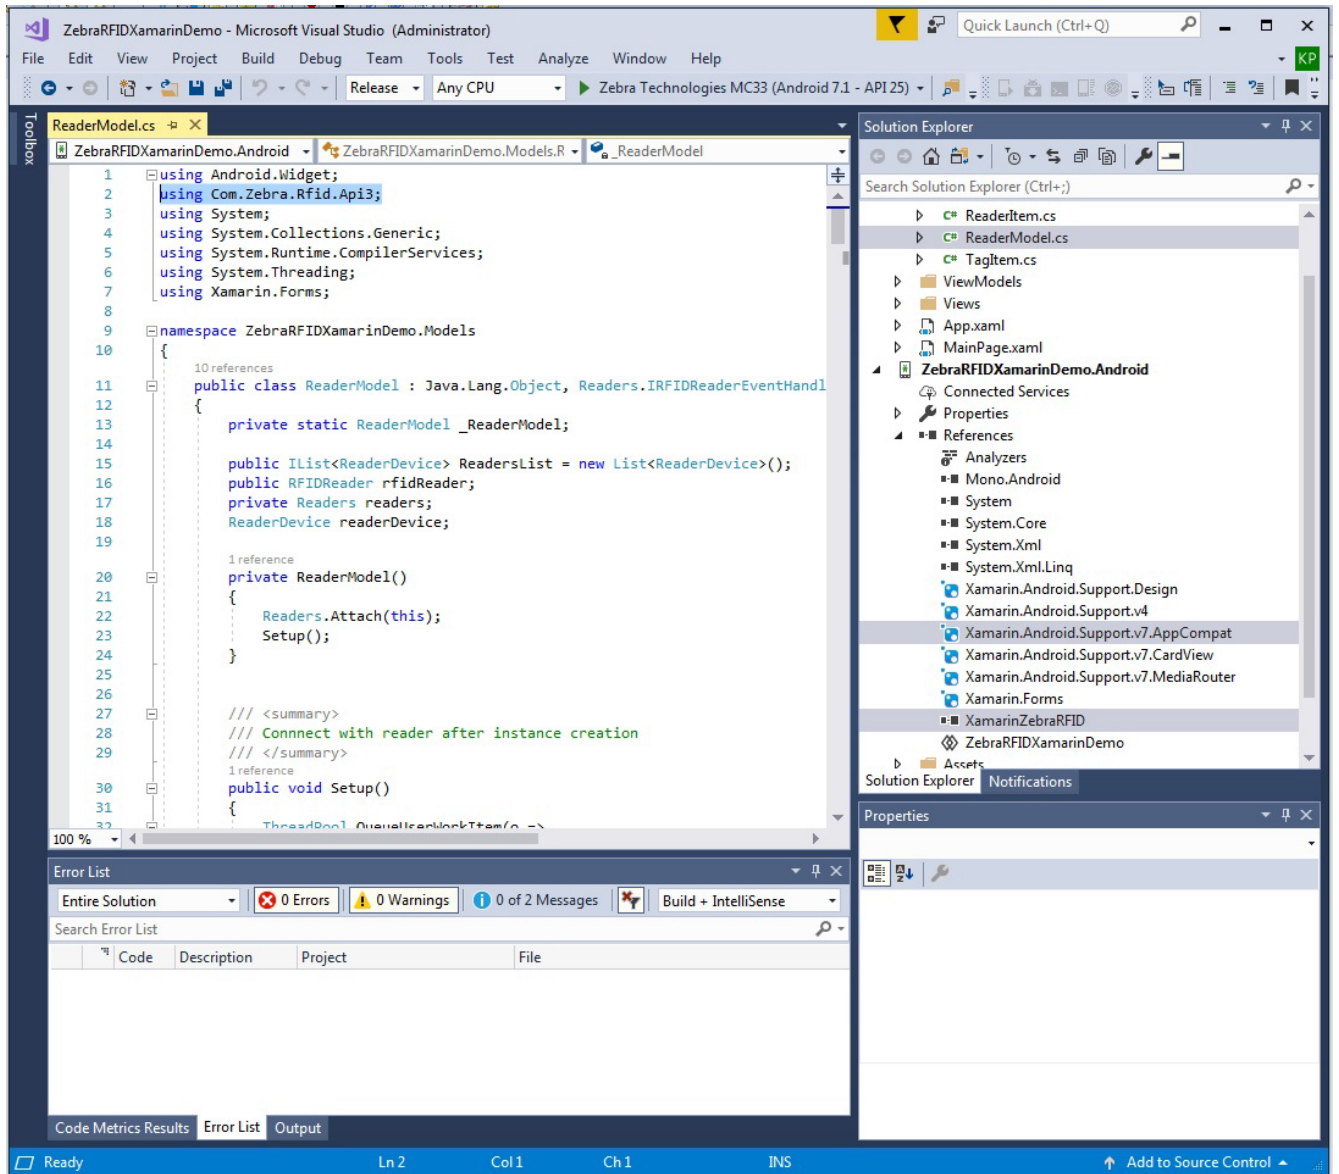 ZebraRFIDXamarinDemo - Microsoft Visual Studio (Administrator)
Quick Launch (Ctrl+Q)
File Edit View Project Build Debug Team Tools Test Analyze Window Help
KP
Release Any CPU Zebra Technologies MC33 (Android 7.1 - API 25)
Toolbox
ReaderModel.cs
ZebraRFIDXamarinDemo.Android ZebraRFIDXamarinDemo.Models.R _ReaderModel
1 using Android.Widget;
2 using Com.Zebra.Rfid.Api3;
3 using System;
4 using System.Collections.Generic;
5 using System.Runtime.CompilerServices;
6 using System.Threading;
7 using Xamarin.Forms;
8
9 namespace ZebraRFIDXamarinDemo.Models
10 {
10 references
11 public class ReaderModel : Java.Lang.Object, Readers.IRFIDReaderEventHandl
12 {
13 private static ReaderModel _ReaderModel;
14
15 public IList<ReaderDevice> ReadersList = new List<ReaderDevice>();
16 public RFIDReader rfidReader;
17 private Readers readers;
18 ReaderDevice readerDevice;
19
1 reference
20 private ReaderModel()
21 {
22 Readers.Attach(this);
23 Setup();
24 }
25
26
27 /// <summary>
28 /// Connnect with reader after instance creation
29 /// </summary>
1 reference
30 public void Setup()
31 {
32 ThreadPool.QueueUserWorkItem(o =>
100 %
Solution Explorer
Search Solution Explorer (Ctrl+;)
C# ReaderItem.cs
C# ReaderModel.cs
C# TagItem.cs
ViewModels
Views
App.xaml
MainPage.xaml
ZebraRFIDXamarinDemo.Android
Connected Services
Properties
References
Analyzers
Mono.Android
System
System.Core
System.Xml
System.Xml.Linq
Xamarin.Android.Support.Design
Xamarin.Android.Support.v4
Xamarin.Android.Support.v7.AppCompat
Xamarin.Android.Support.v7.CardView
Xamarin.Android.Support.v7.MediaRouter
Xamarin.Forms
XamarinZebraRFID
ZebraRFIDXamarinDemo
Assets
Solution Explorer Notifications
Properties
Error List
Entire Solution 0 Errors 0 Warnings 0 of 2 Messages Build + IntelliSense
Search Error List
Code Description Project File
Code Metrics Results Error List Output
Ready Ln 2 Col 1 Ch 1 INS Add to Source Control